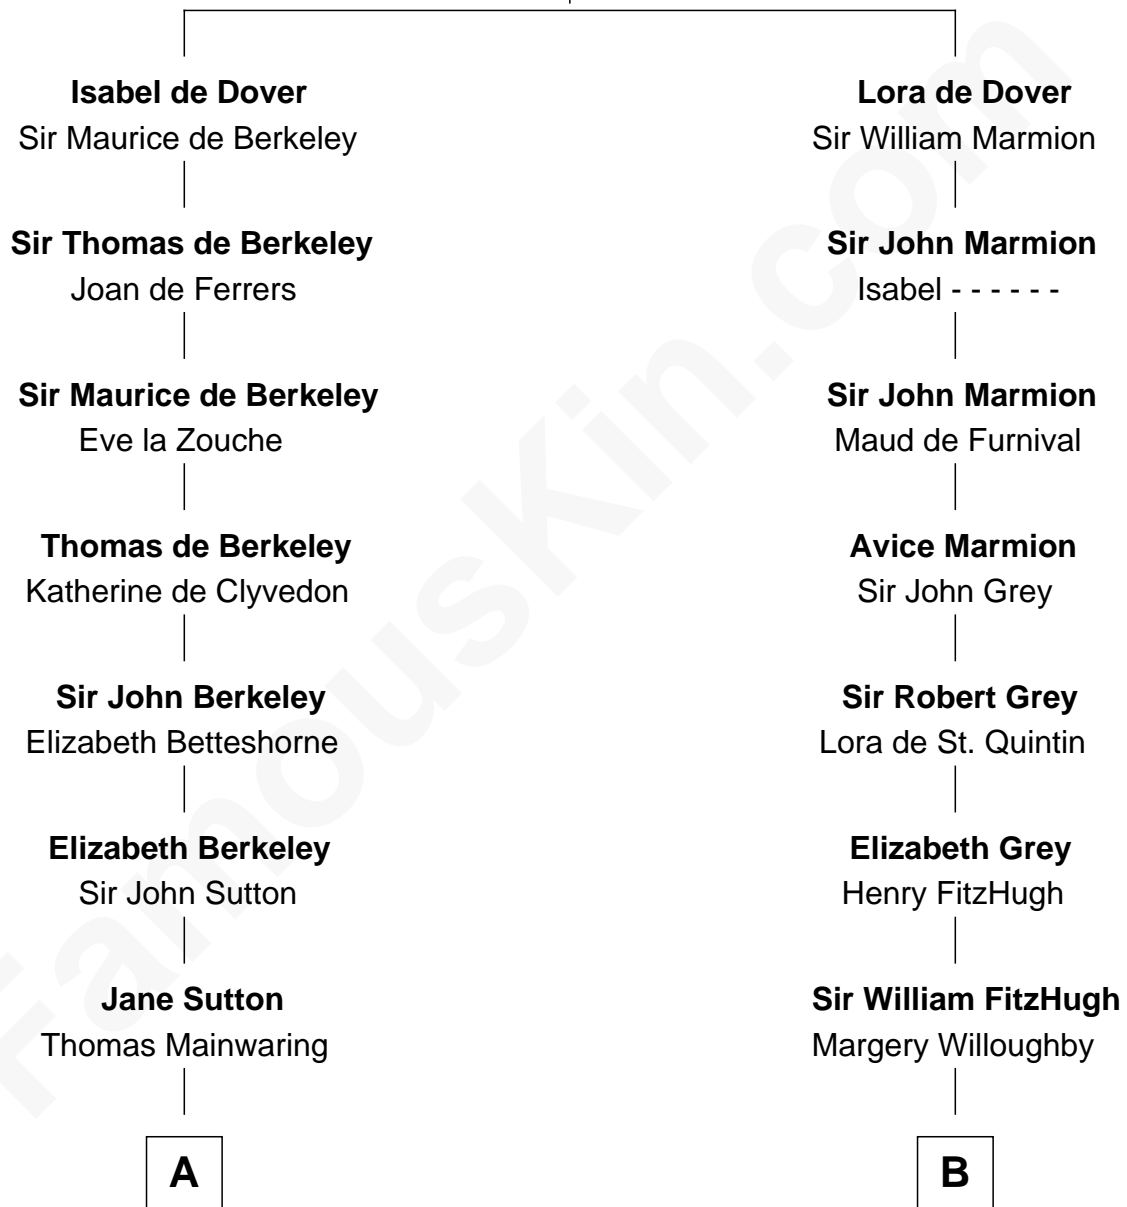 Isabel de Dover
Sir Maurice de Berkeley
Sir Thomas de Berkeley
Joan de Ferrers
Sir Maurice de Berkeley
Eve la Zouche
Thomas de Berkeley
Katherine de Clyvedon
Sir John Berkeley
Elizabeth Betteshorne
Elizabeth Berkeley
Sir John Sutton
Jane Sutton
Thomas Mainwaring
A
Lora de Dover
Sir William Marmion
Sir John Marmion
Isabel - - - - - -
Sir John Marmion
Maud de Furnival
Avice Marmion
Sir John Grey
Sir Robert Grey
Lora de St. Quintin
Elizabeth Grey
Henry FitzHugh
Sir William FitzHugh
Margery Willoughby
B
FamousKin.com